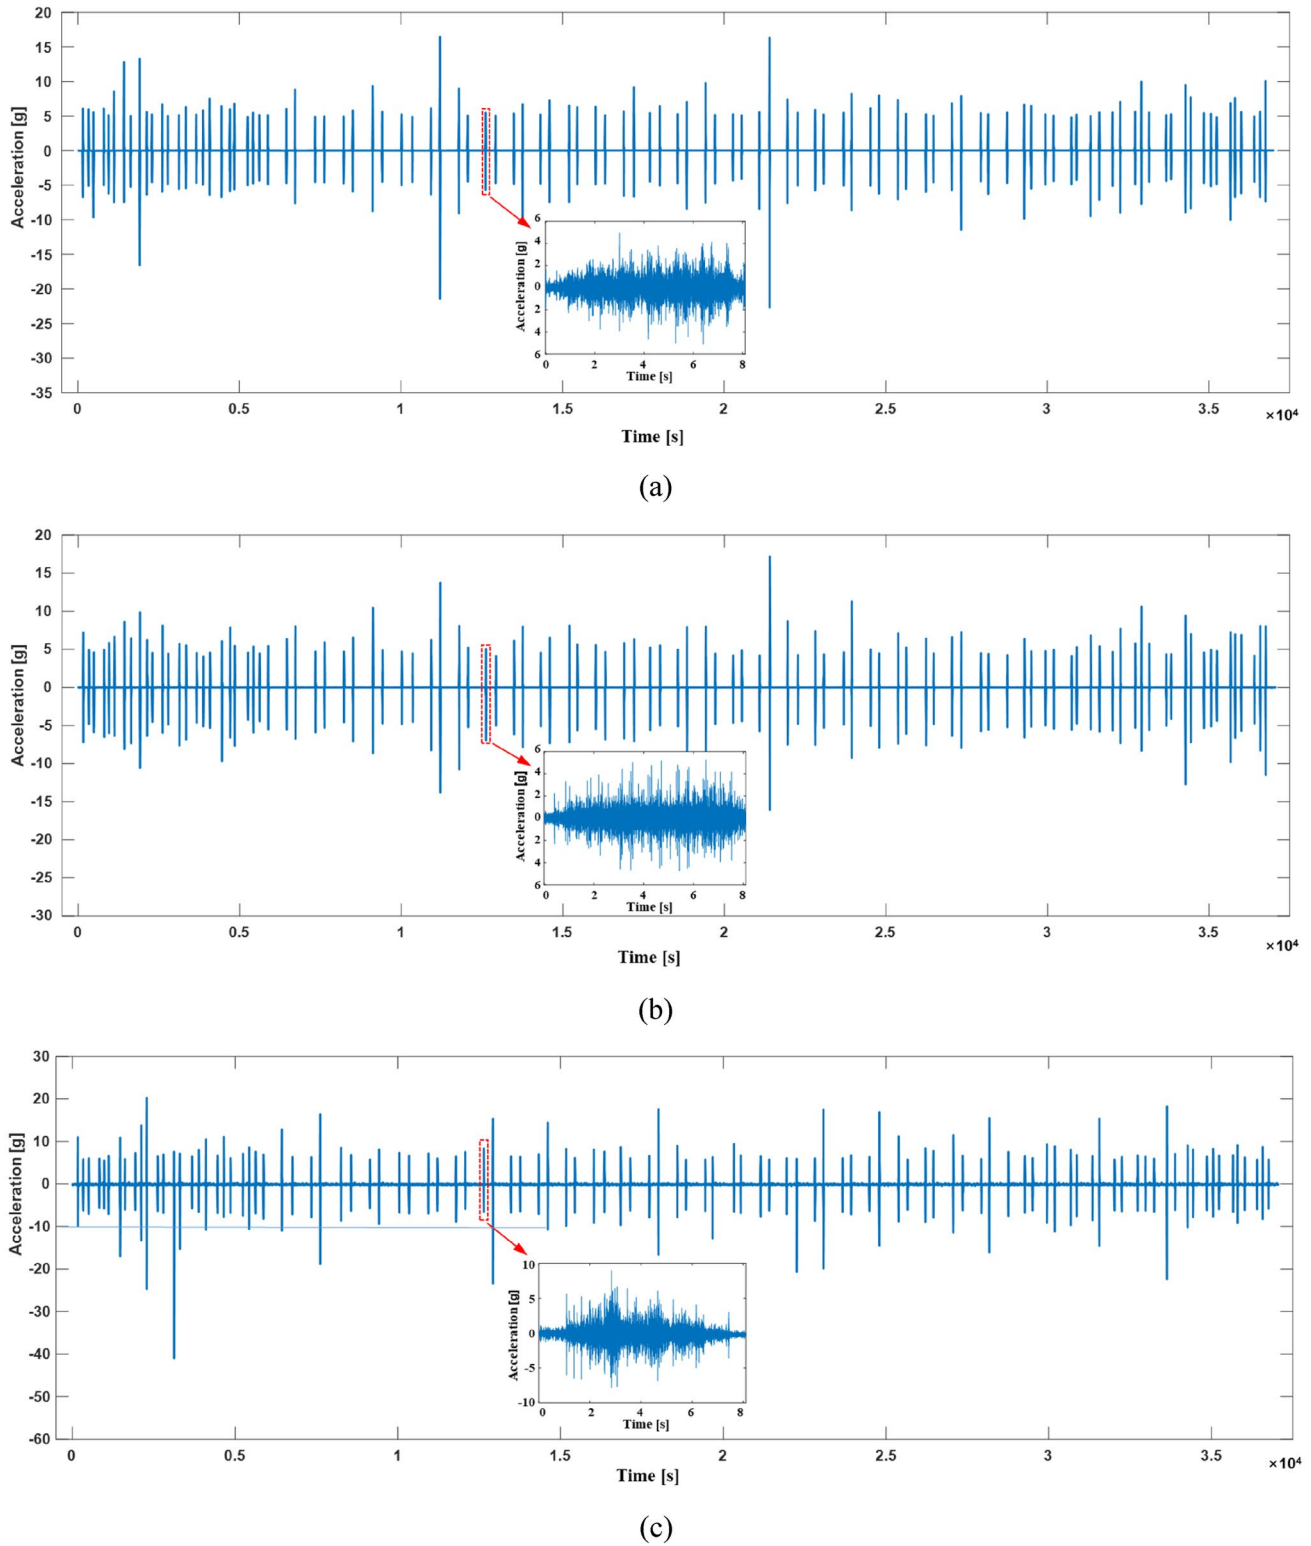 20
15
10
5
0
-5
-10
-15
-20
-25
-30
-35
Acceleration [g]
6
4
2
0
2
4
6
Acceleration [g]
0 2 4 6 8
Time [s]
0 0.5 1 1.5 2 2.5 3 3.5
×10⁴
Time [s]
(a)
20
15
10
5
0
-5
-10
-15
-20
-25
-30
Acceleration [g]
6
4
2
0
2
4
6
Acceleration [g]
0 2 4 6 8
Time [s]
0 0.5 1 1.5 2 2.5 3 3.5
×10⁴
Time [s]
(b)
30
20
10
0
-10
-20
-30
-40
-50
-60
Acceleration [g]
10
5
0
-5
-10
Acceleration [g]
0 2 4 6 8
Time [s]
0 0.5 1 1.5 2 2.5 3 3.5
×10⁴
Time [s]
(c)